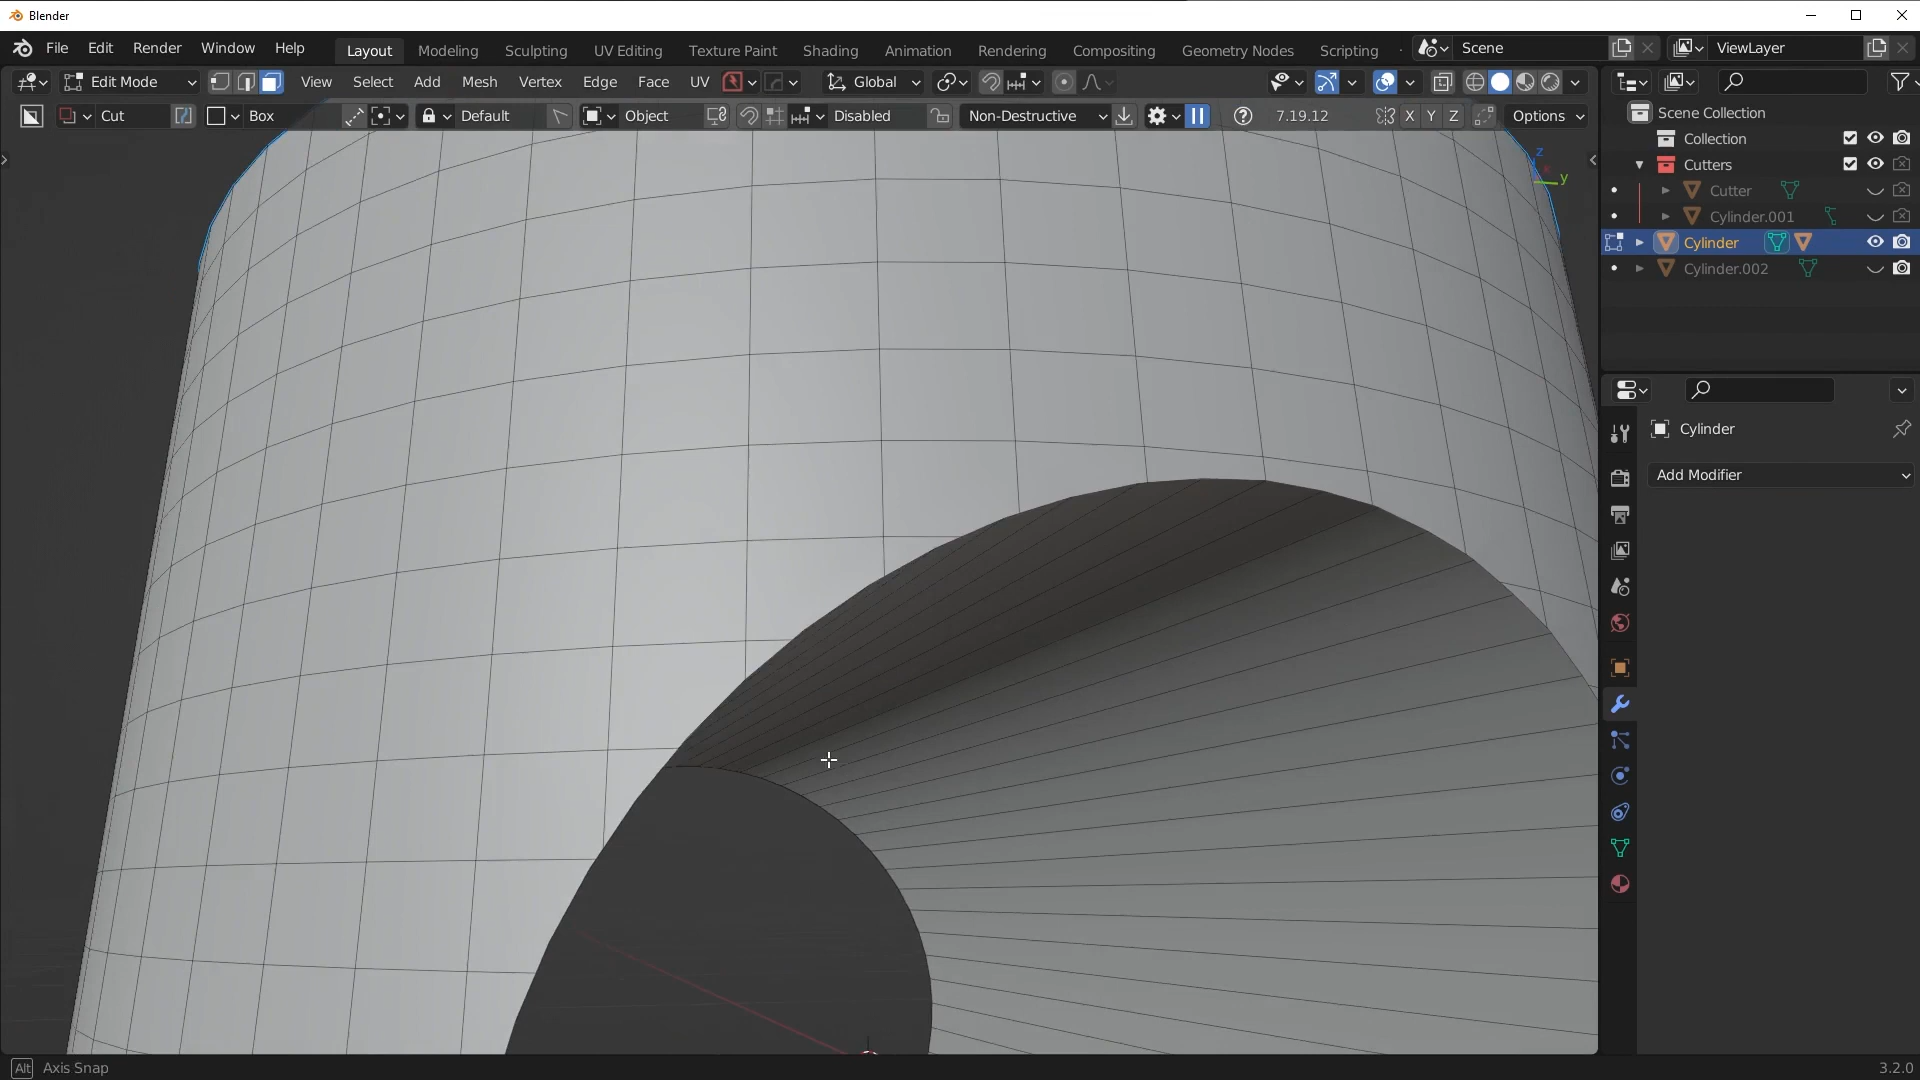 Blender
File Edit Render Window Help Layout Modeling Sculpting UV Editing Texture Paint Shading Animation Rendering Compositing Geometry Nodes Scripting Scene ViewLayer
Edit Mode View Select Add Mesh Vertex Edge Face UV Global
Cut Box Default Object Disabled Non-Destructive 7.19.12 X Y Z Options
Scene Collection
Collection
Cutters
Cutter
Cylinder.001
Cylinder
Cylinder.002
z
x
y
Cylinder
Add Modifier
Alt Axis Snap 3.2.0